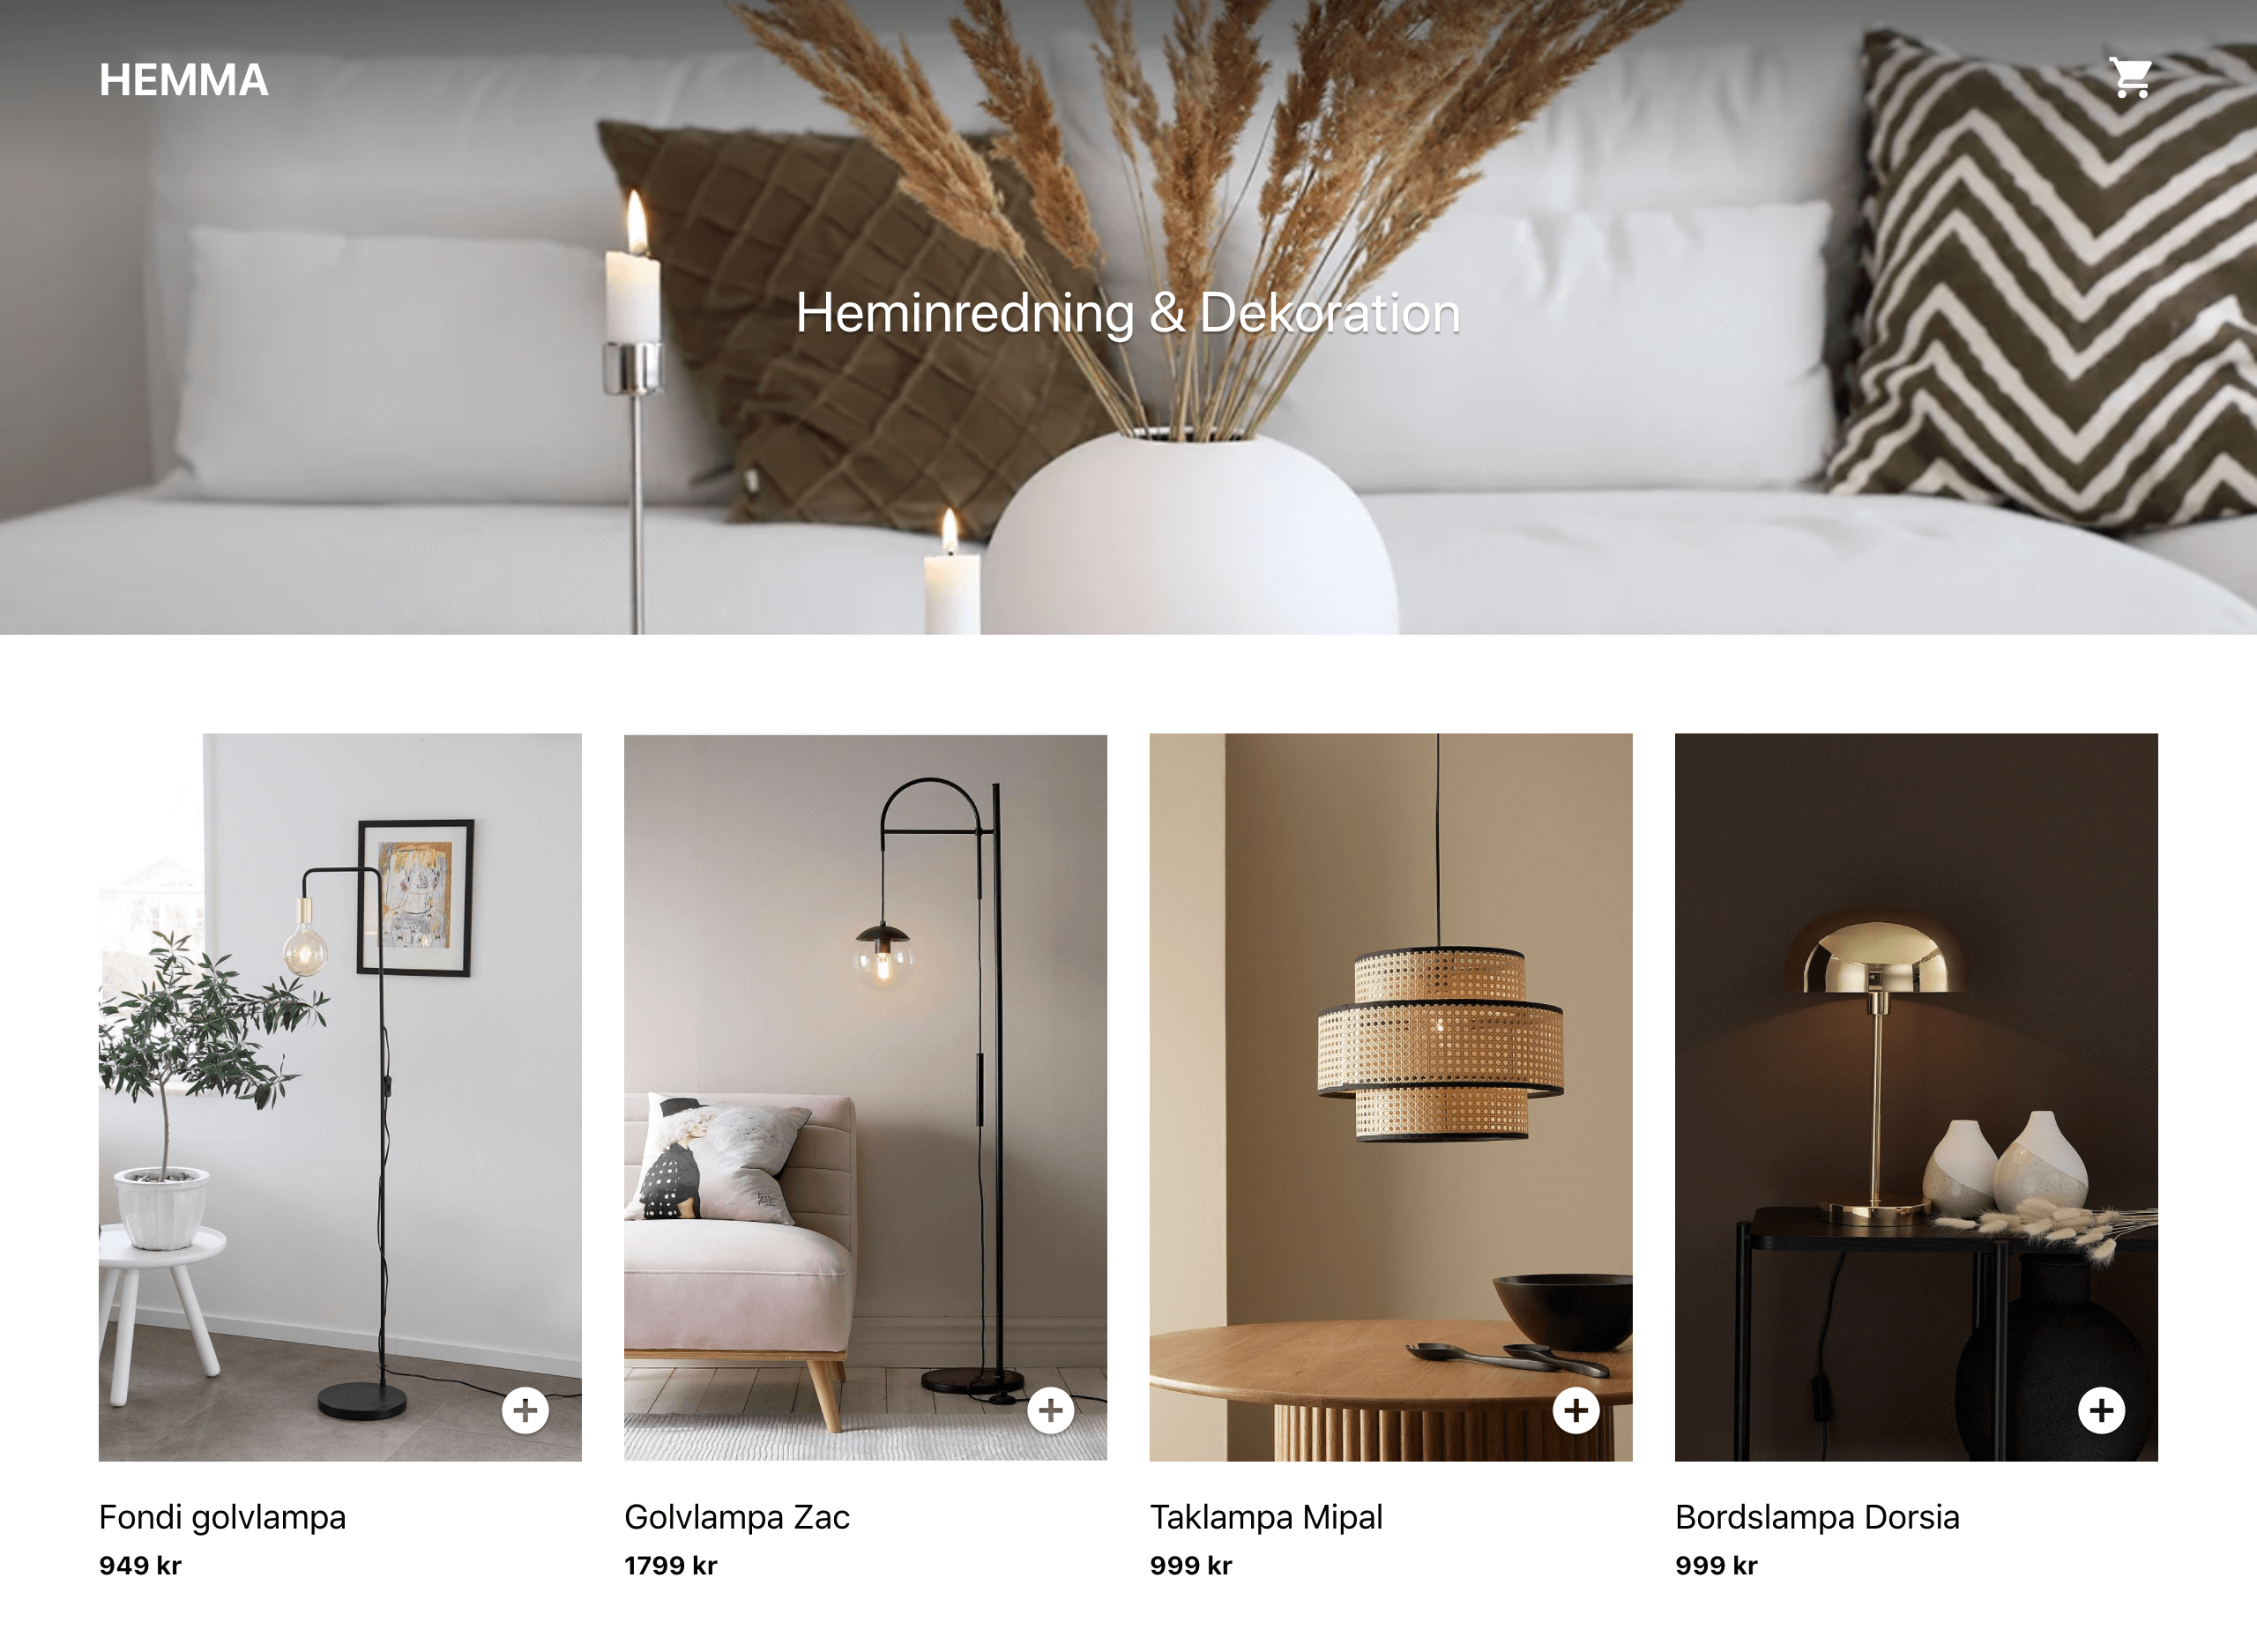 HEMMA
Heminredning & Dekoration
Fondi golvlampa
949 kr
Golvlampa Zac
1799 kr
Taklampa Mipal
999 kr
Bordslampa Dorsia
999 kr